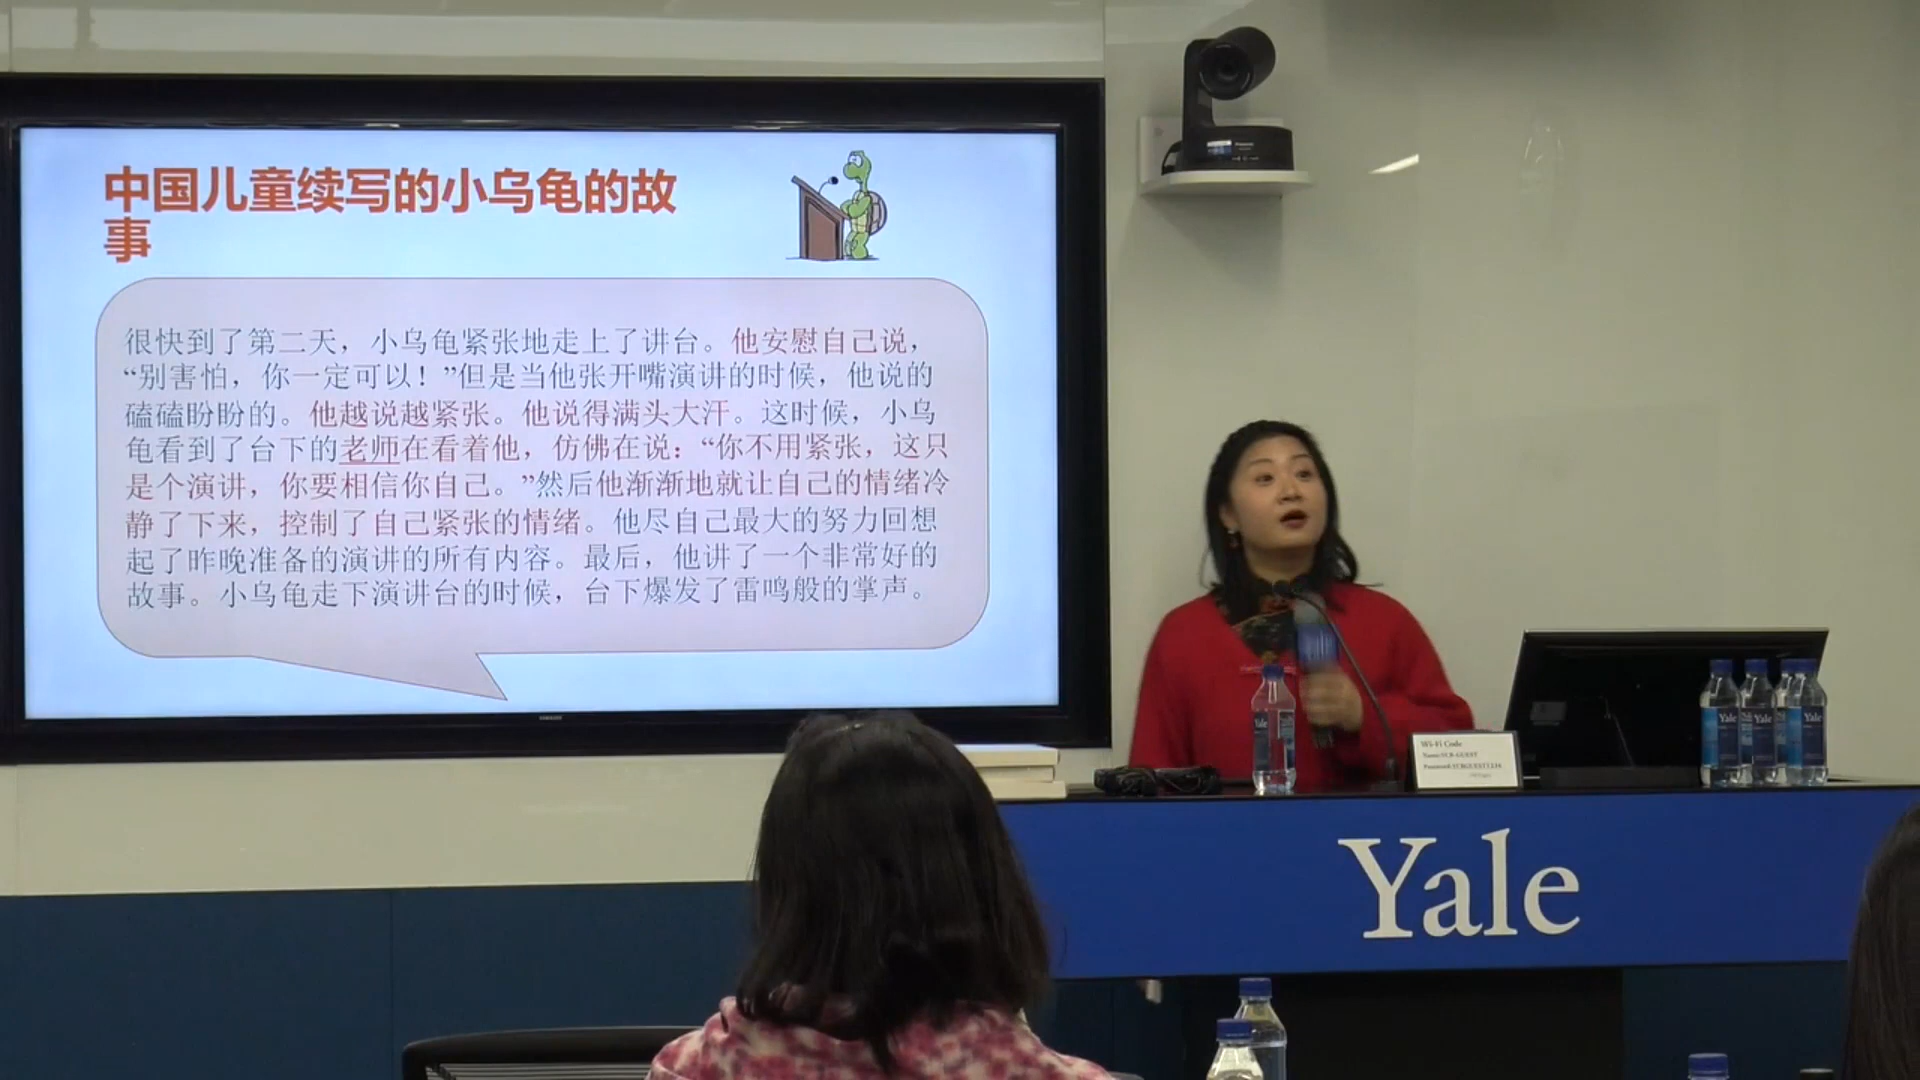 中国儿童续写的小乌龟的故
事
很快到了第二天，小乌龟紧张地走上了讲台。他安慰自己说，
“别害怕，你一定可以！”但是当他张开嘴演讲的时候，他说的
磕磕盼盼的。他越说越紧张。他说得满头大汗。这时候，小乌
龟看到了台下的老师在看着他，仿佛在说：“你不用紧张，这只
是个演讲，你要相信你自己。”然后他渐渐地就让自己的情绪冷
静了下来，控制了自己紧张的情绪。他尽自己最大的努力回想
起了昨晚准备的演讲的所有内容。最后，他讲了一个非常好的
故事。小乌龟走下演讲台的时候，台下爆发了雷鸣般的掌声。
Wi-Fi Code
Yale
Yale
Yale
Yale
Yale